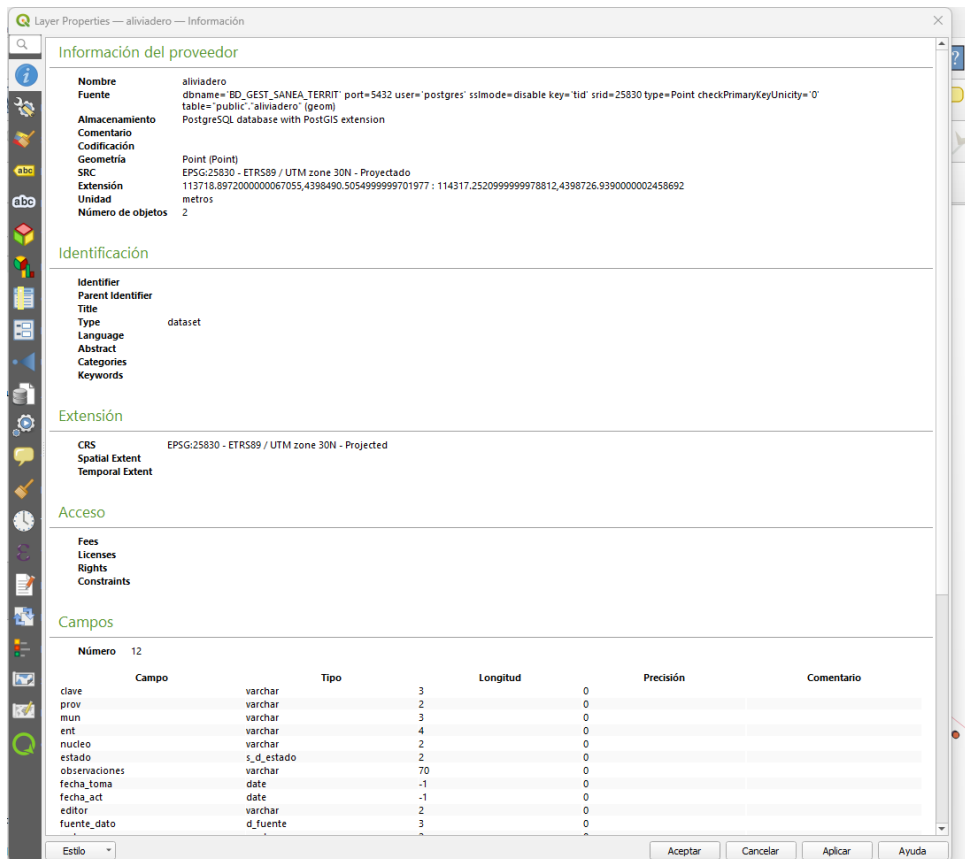 Layer Properties — aliviadero — Información
Información del proveedor
Nombre aliviadero
Fuente dbname='BD_GEST_SANEA_TERRIT' port=5432 user='postgres' sslmode=disable key='tid' srid=25830 type=Point checkPrimaryKeyUnicity='0'
table="public"."aliviadero" (geom)
Almacenamiento PostgreSQL database with PostGIS extension
Comentario
Codificación
Geometría Point (Point)
SRC EPSG:25830 - ETRS89 / UTM zone 30N - Proyectado
Extensión 113718.8972000000067055,4398490.5054999999701977 : 114317.2520999999978812,4398726.9390000002458692
Unidad metros
Número de objetos 2
Identificación
Identifier
Parent Identifier
Title
Type dataset
Language
Abstract
Categories
Keywords
Extensión
CRS EPSG:25830 - ETRS89 / UTM zone 30N - Projected
Spatial Extent
Temporal Extent
Acceso
Fees
Licenses
Rights
Constraints
Campos
Número 12
Campo Tipo Longitud Precisión Comentario
clave varchar 3 0
prov varchar 2 0
mun varchar 3 0
ent varchar 4 0
nucleo varchar 2 0
estado s_d_estado 2 0
observaciones varchar 70 0
fecha_toma date -1 0
fecha_act date -1 0
editor varchar 2 0
fuente_dato d_fuente 3 0
Estilo Aceptar Cancelar Aplicar Ayuda
abc
abc